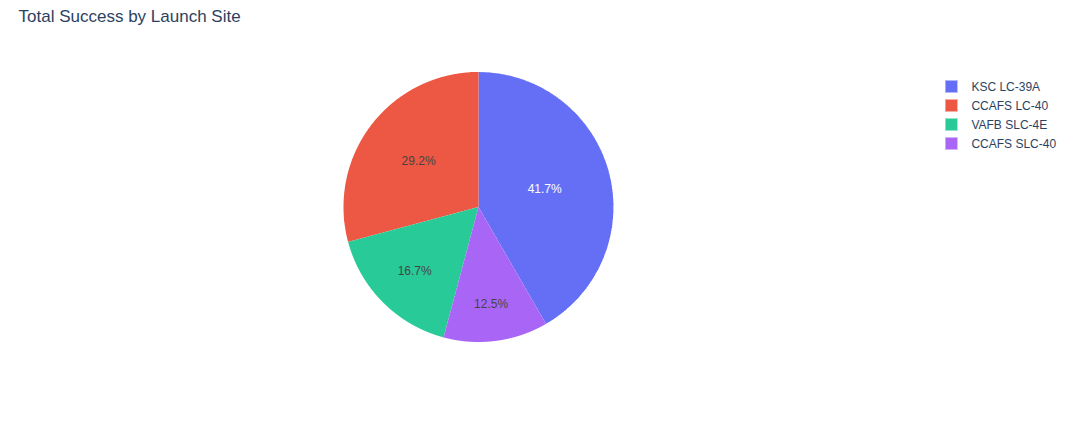 Total Success by Launch Site
KSC LC-39A
CCAFS LC-40
VAFB SLC-4E
CCAFS SLC-40
29.2%
41.7%
16.7%
12.5%